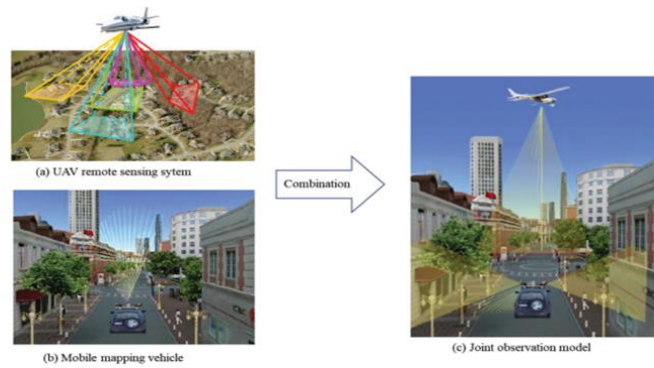 (a) UAV remote sensing sytem
Combination
(b) Mobile mapping vehicle
(c) Joint observation model